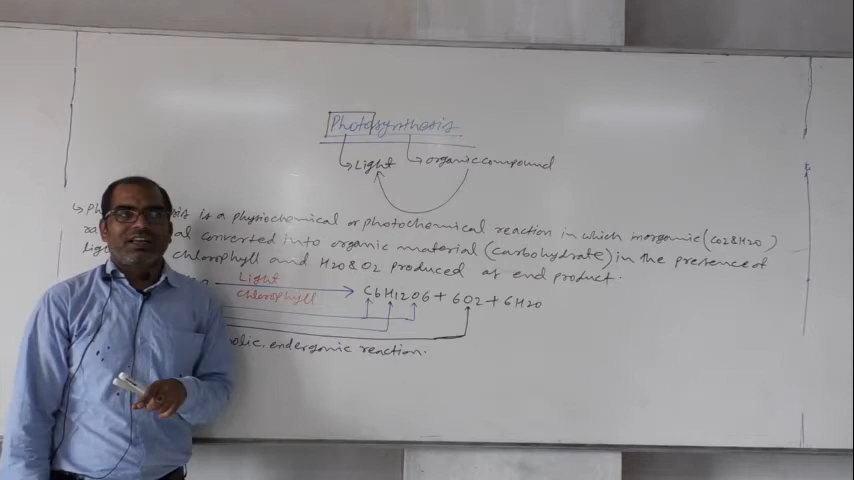 Photosynthesis
Light organic compound
is a physiochemical or photochemical reaction in which inorganic (CO2&H2O)
converted into organic material (carbohydrate) in the presence of
chlorophyll and H2O&O2 produced as end product.
Light
chlorophyll C6H12O6 + 6O2 + 6H2O
endergonic reaction.